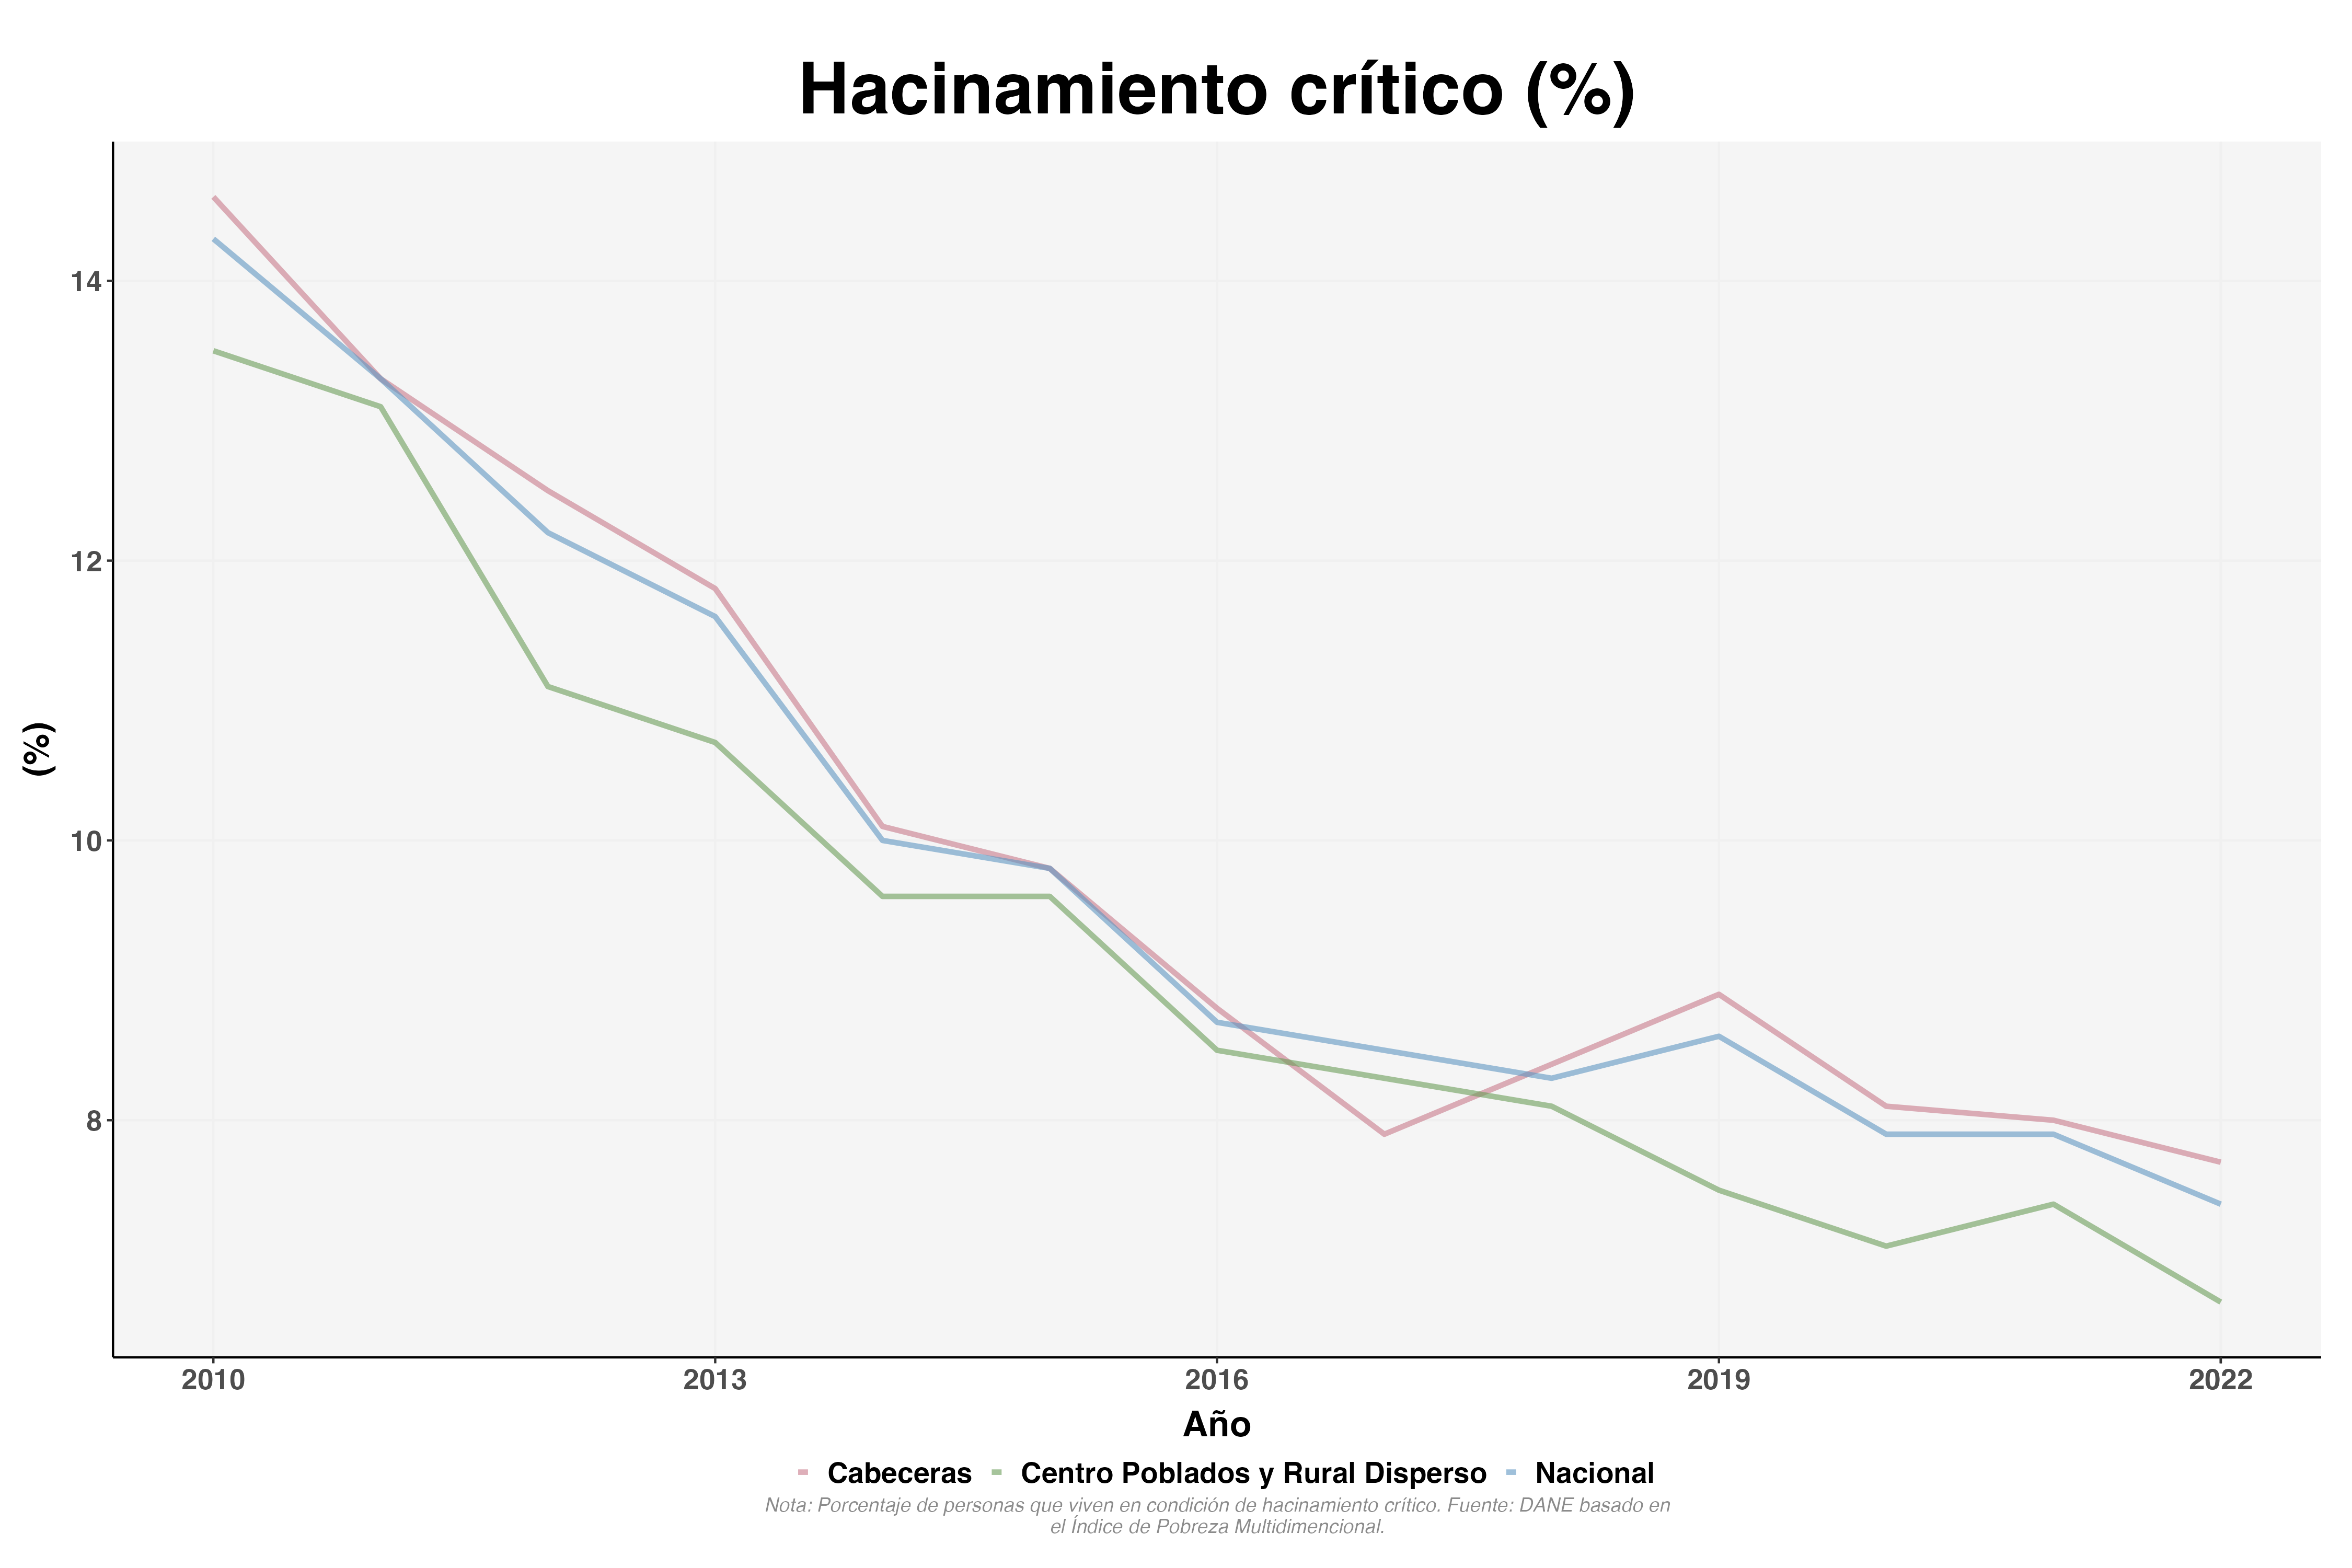 Hacinamiento crítico (%)
14
12
10
8
(%)
2010 2013 2016 2019 2022
Año
Cabeceras Centro Poblados y Rural Disperso Nacional
Nota: Porcentaje de personas que viven en condición de hacinamiento crítico. Fuente: DANE basado en
el Índice de Pobreza Multidimencional.